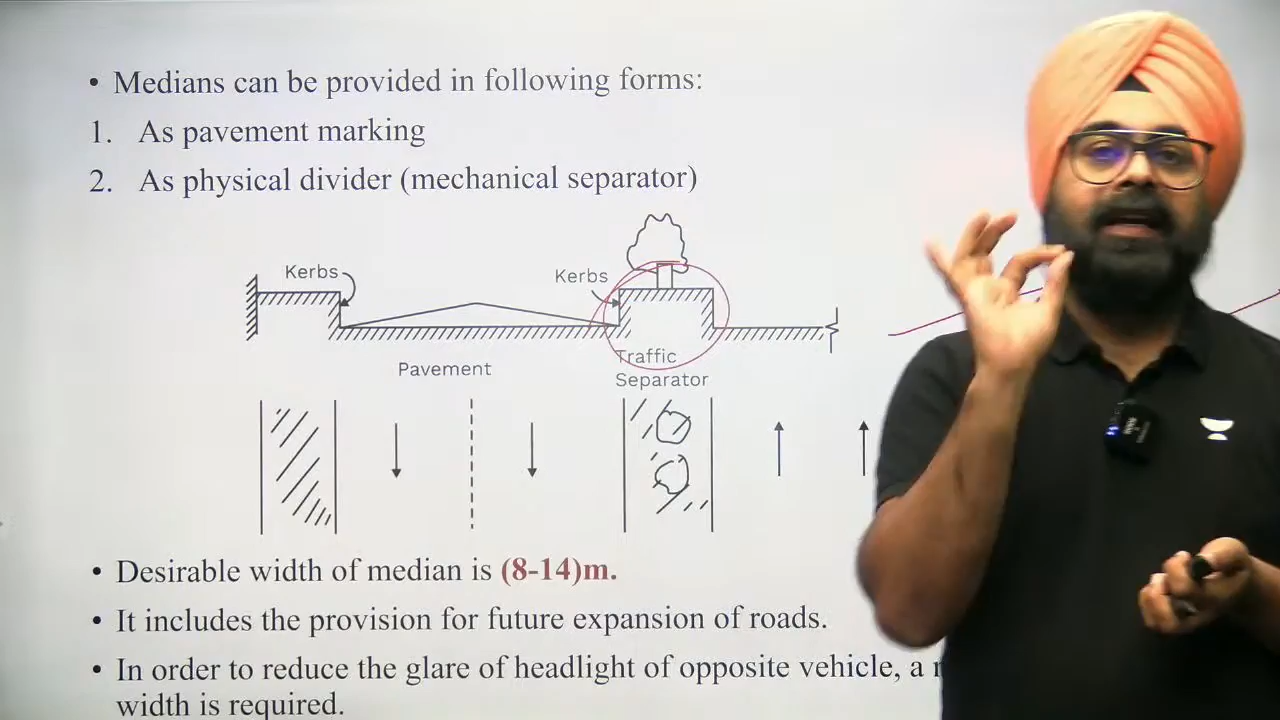 • Medians can be provided in following forms:
1. As pavement marking
2. As physical divider (mechanical separator)
Kerbs
Kerbs
Traffic
Separator
Pavement
• Desirable width of median is (8-14)m.
• It includes the provision for future expansion of roads.
• In order to reduce the glare of headlight of opposite vehicle, a
width is required.